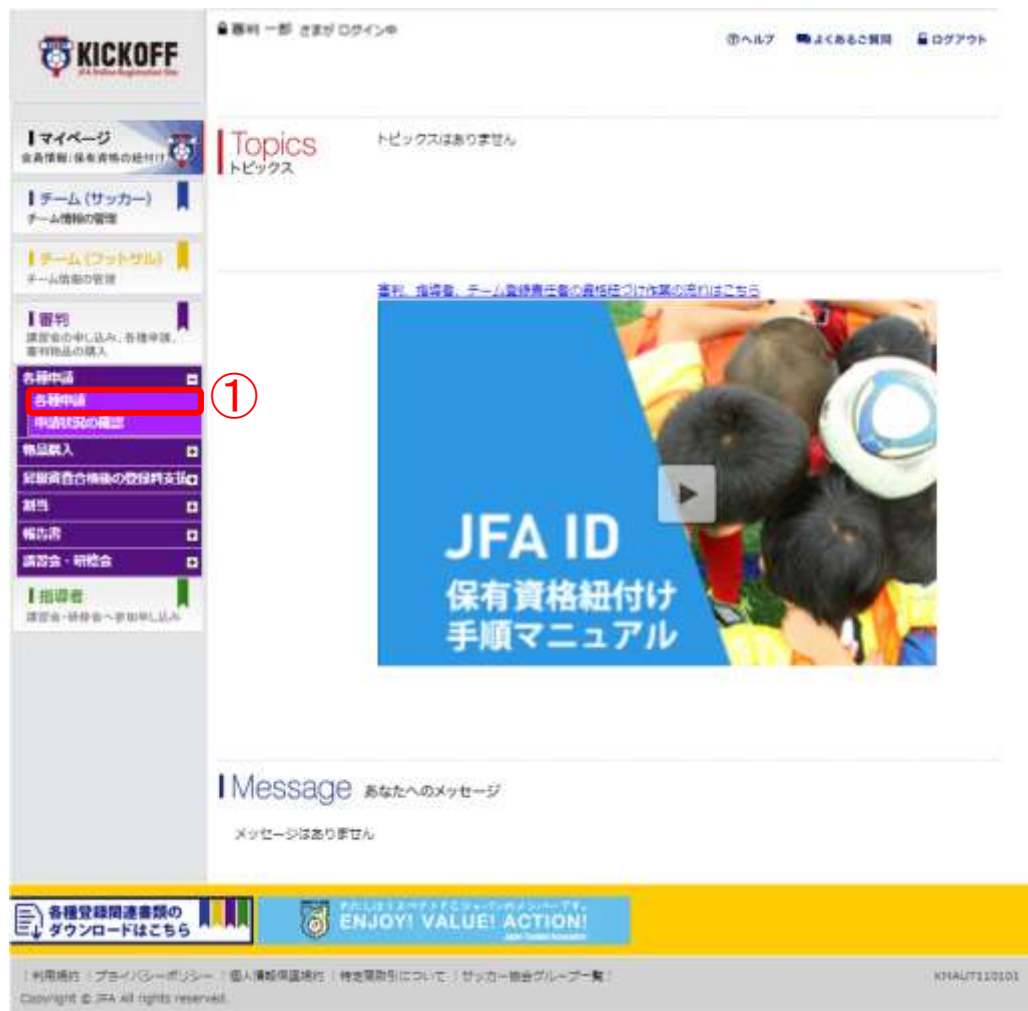 審判 一郎 さまがログイン中
ヘルプ
よくあるご質問
ログアウト
KICKOFF
JFA Online Registration Site
マイページ
会員情報・保有資格の紐付け
Topics
トピックス
トピックスはありません
チーム(サッカー)
チーム情報の管理
チーム(フットサル)
チーム情報の管理
審判、指導者、チーム登録責任者の資格紐づけ作業の流れはこちら
審判
講習会の申し込み、各種申請、
審判物品の購入
各種申請
各種申請
①
申請状況の確認
物品購入
昇級審査合格後の登録料支払
割当
報告書
講習会・研修会
指導者
講習会・研修会へ参加申し込み
JFA ID
保有資格紐付け
手順マニュアル
Message
あなたへのメッセージ
メッセージはありません
各種登録関連書類の
ダウンロードはこちら
ENJOY! VALUE! ACTION!
Japan Football Association
利用規約
プライバシーポリシー
個人情報保護規約
特定商取引について
サッカー協会グループ一覧
KMAU7110101
Copyright © JFA All rights reserved.